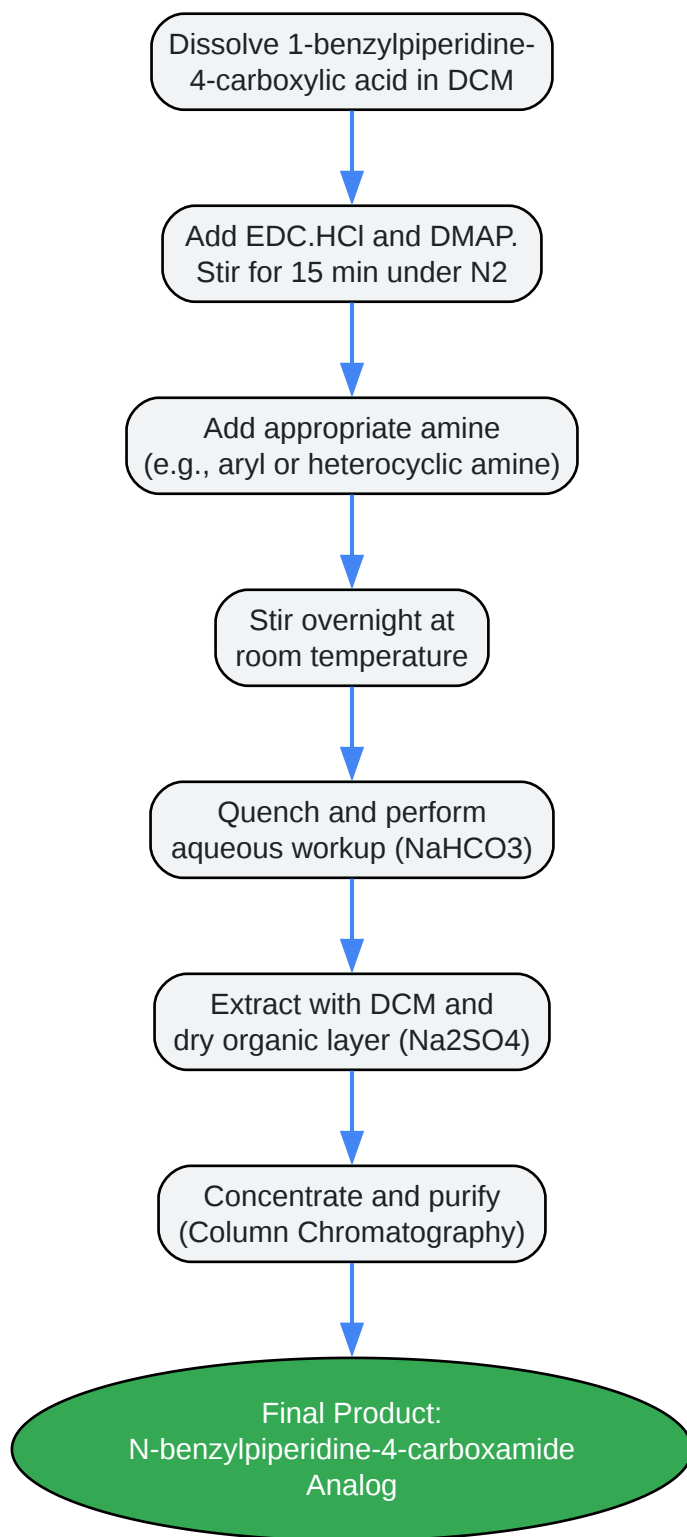 Dissolve 1-benzylpiperidine-
4-carboxylic acid in DCM
Add EDC.HCl and DMAP.
Stir for 15 min under N2
Add appropriate amine
(e.g., aryl or heterocyclic amine)
Stir overnight at
room temperature
Quench and perform
aqueous workup (NaHCO3)
Extract with DCM and
dry organic layer (Na2SO4)
Concentrate and purify
(Column Chromatography)
Final Product:
N-benzylpiperidine-4-carboxamide
Analog